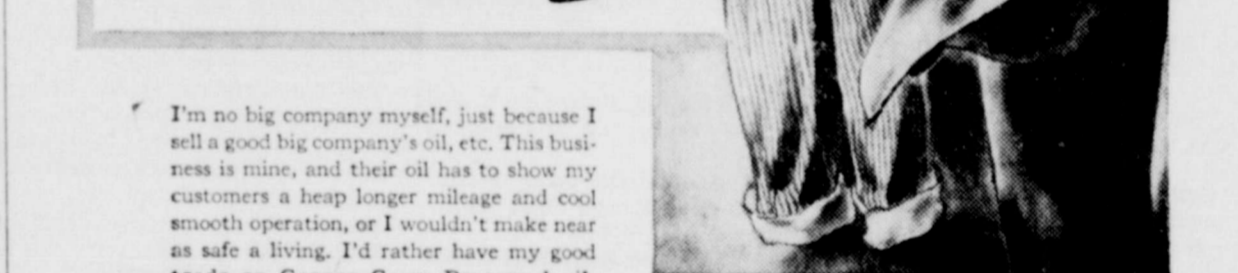 I'm no big company myself, just because I
sell a good big company's oil, etc. This busi-
ness is mine, and their oil has to show my
customers a heap longer mileage and cool
smooth operation, or I wouldn't make near
as safe a living. I'd rather have my good